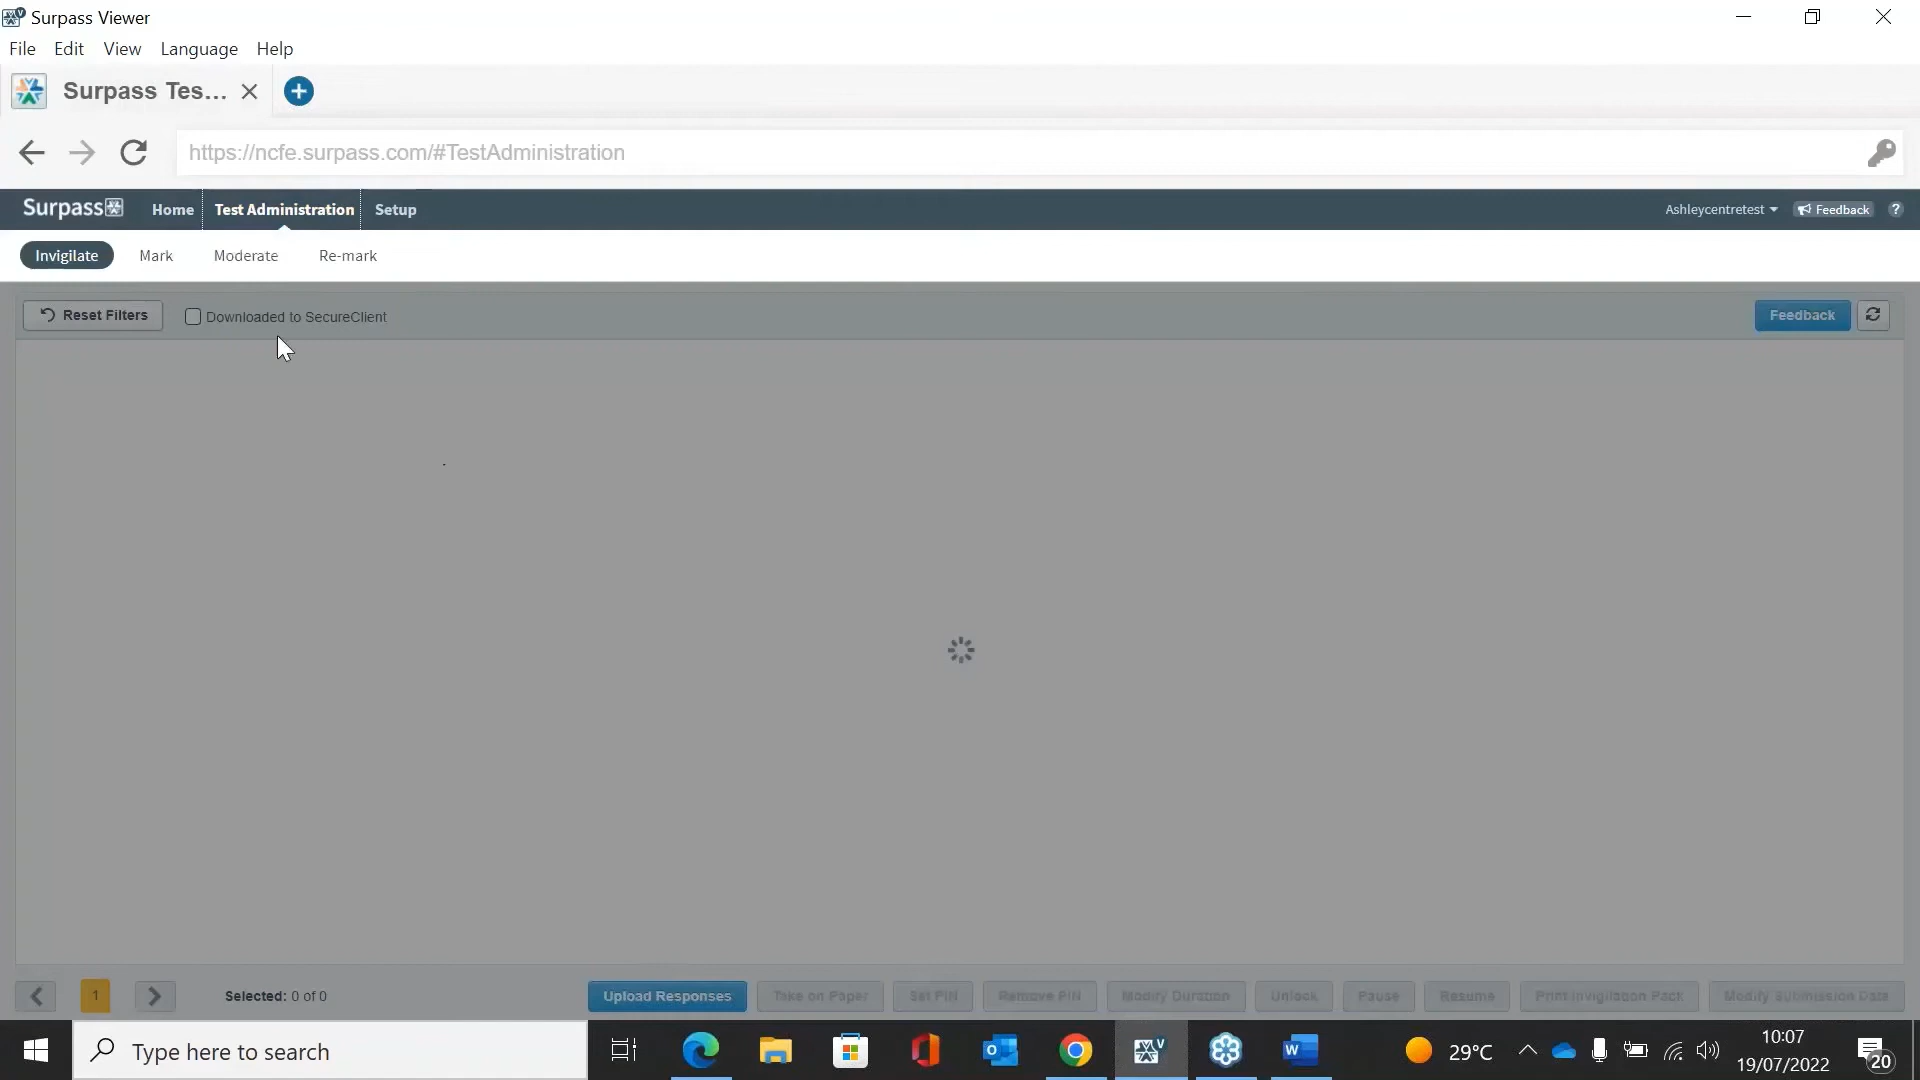 Surpass Viewer
File Edit View Language Help
Surpass Tes...
https://ncfe.surpass.com/#TestAdministration
Surpass Home Test Administration Setup Ashleycentretest Feedback ?
Invigilate Mark Moderate Re-mark
Reset Filters Downloaded to SecureClient Feedback
1 Selected: 0 of 0 Upload Responses Take on Paper Set PIN Remove PIN Modify Duration Unlock Pause Resume Print Invigilation Pack Modify Submission Date
Type here to search 29°C 10:07
19/07/2022 20